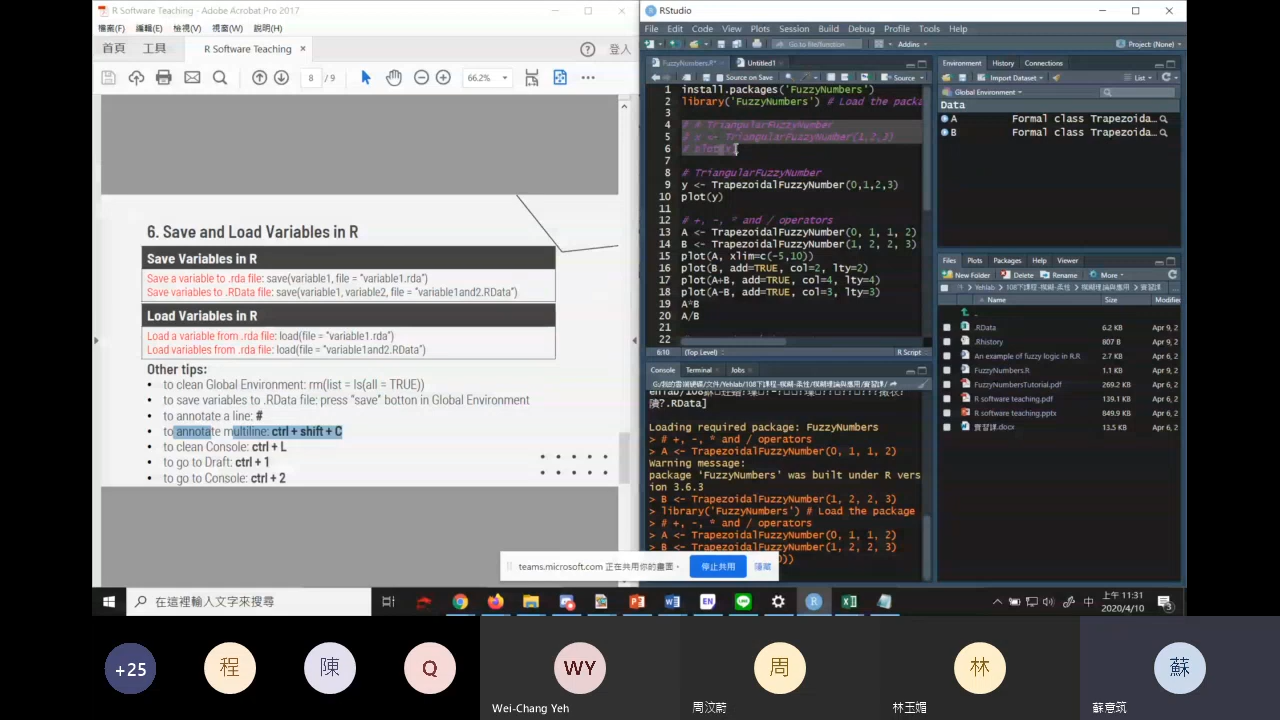 R Software Teaching - Adobe Acrobat Pro 2017
檔案(F) 編輯(E) 檢視(V) 視窗(W) 說明(H)
首頁 工具 R Software Teaching × 登入
8 / 9 66.2%
6. Save and Load Variables in R
Save Variables in R
Save a variable to .rda file: save(variable1, file = "variable1.rda")
Save variables to .RData file: save(variable1, variable2, file = "variable1and2.RData")
Load Variables in R
Load a variable from .rda file: load(file = "variable1.rda")
Load variables from .rda file: load(file = "variable1and2.RData")
Other tips:
• to clean Global Environment: rm(list = ls(all = TRUE))
• to save variables to .RData file: press "save" botton in Global Environment
• to annotate a line: #
• to annotate multiline: ctrl + shift + C
• to clean Console: ctrl + L
• to go to Draft: ctrl + 1
• to go to Console: ctrl + 2
RStudio
File Edit Code View Plots Session Build Debug Profile Tools Help
Go to file/function Addins Project: (None)
FuzzyNumbers.R* Untitled1
Source on Save Source
1 install.packages('FuzzyNumbers')
2 library('FuzzyNumbers') # Load the packa
3
4 # # TriangularFuzzyNumber
5 # x <- TriangularFuzzyNumber(1,2,3)
6 # plot(x)
7
8 # TriangularFuzzyNumber
9 y <- TrapezoidalFuzzyNumber(0,1,2,3)
10 plot(y)
11
12 # +, -, * and / operators
13 A <- TrapezoidalFuzzyNumber(0, 1, 1, 2)
14 B <- TrapezoidalFuzzyNumber(1, 2, 2, 3)
15 plot(A, xlim=c(-5,10))
16 plot(B, add=TRUE, col=2, lty=2)
17 plot(A+B, add=TRUE, col=4, lty=4)
18 plot(A-B, add=TRUE, col=3, lty=3)
19 A*B
20 A/B
21
22
6:10 (Top Level) R Script
Console Terminal Jobs
.RData]
Loading required package: FuzzyNumbers
> # +, -, * and / operators
> A <- TrapezoidalFuzzyNumber(0, 1, 1, 2)
Warning message:
package 'FuzzyNumbers' was built under R vers
ion 3.6.3
> B <- TrapezoidalFuzzyNumber(1, 2, 2, 3)
> library('FuzzyNumbers') # Load the package
> # +, -, * and / operators
> A <- TrapezoidalFuzzyNumber(0, 1, 1, 2)
> B <- TrapezoidalFuzzyNumber(1, 2, 2, 3)
Environment History Connections
Import Dataset List
Global Environment
Data
A Formal class Trapezoida…
B Formal class Trapezoida…
Files Plots Packages Help Viewer
New Folder Delete Rename More
Name Size Modified
..
.RData 6.2 KB Apr 9, 2
.Rhistory 807 B Apr 9, 2
An example of fuzzy logic in R.R 2.7 KB Apr 9, 2
FuzzyNumbers.R 1.1 KB Apr 9, 2
FuzzyNumbersTutorial.pdf 269.2 KB Apr 6, 2
R software teaching.pdf 139.1 KB Apr 6, 2
R software teaching.pptx 849.9 KB Apr 6, 2
實習課.docx 13.5 KB Apr 6, 2
teams.microsoft.com 正在共用你的畫面。 停止共用 隱藏
在這裡輸入文字來搜尋
中 上午 11:31
2020/4/10
+25 程 陳 Q WY 周 林 蘇
Wei-Chang Yeh